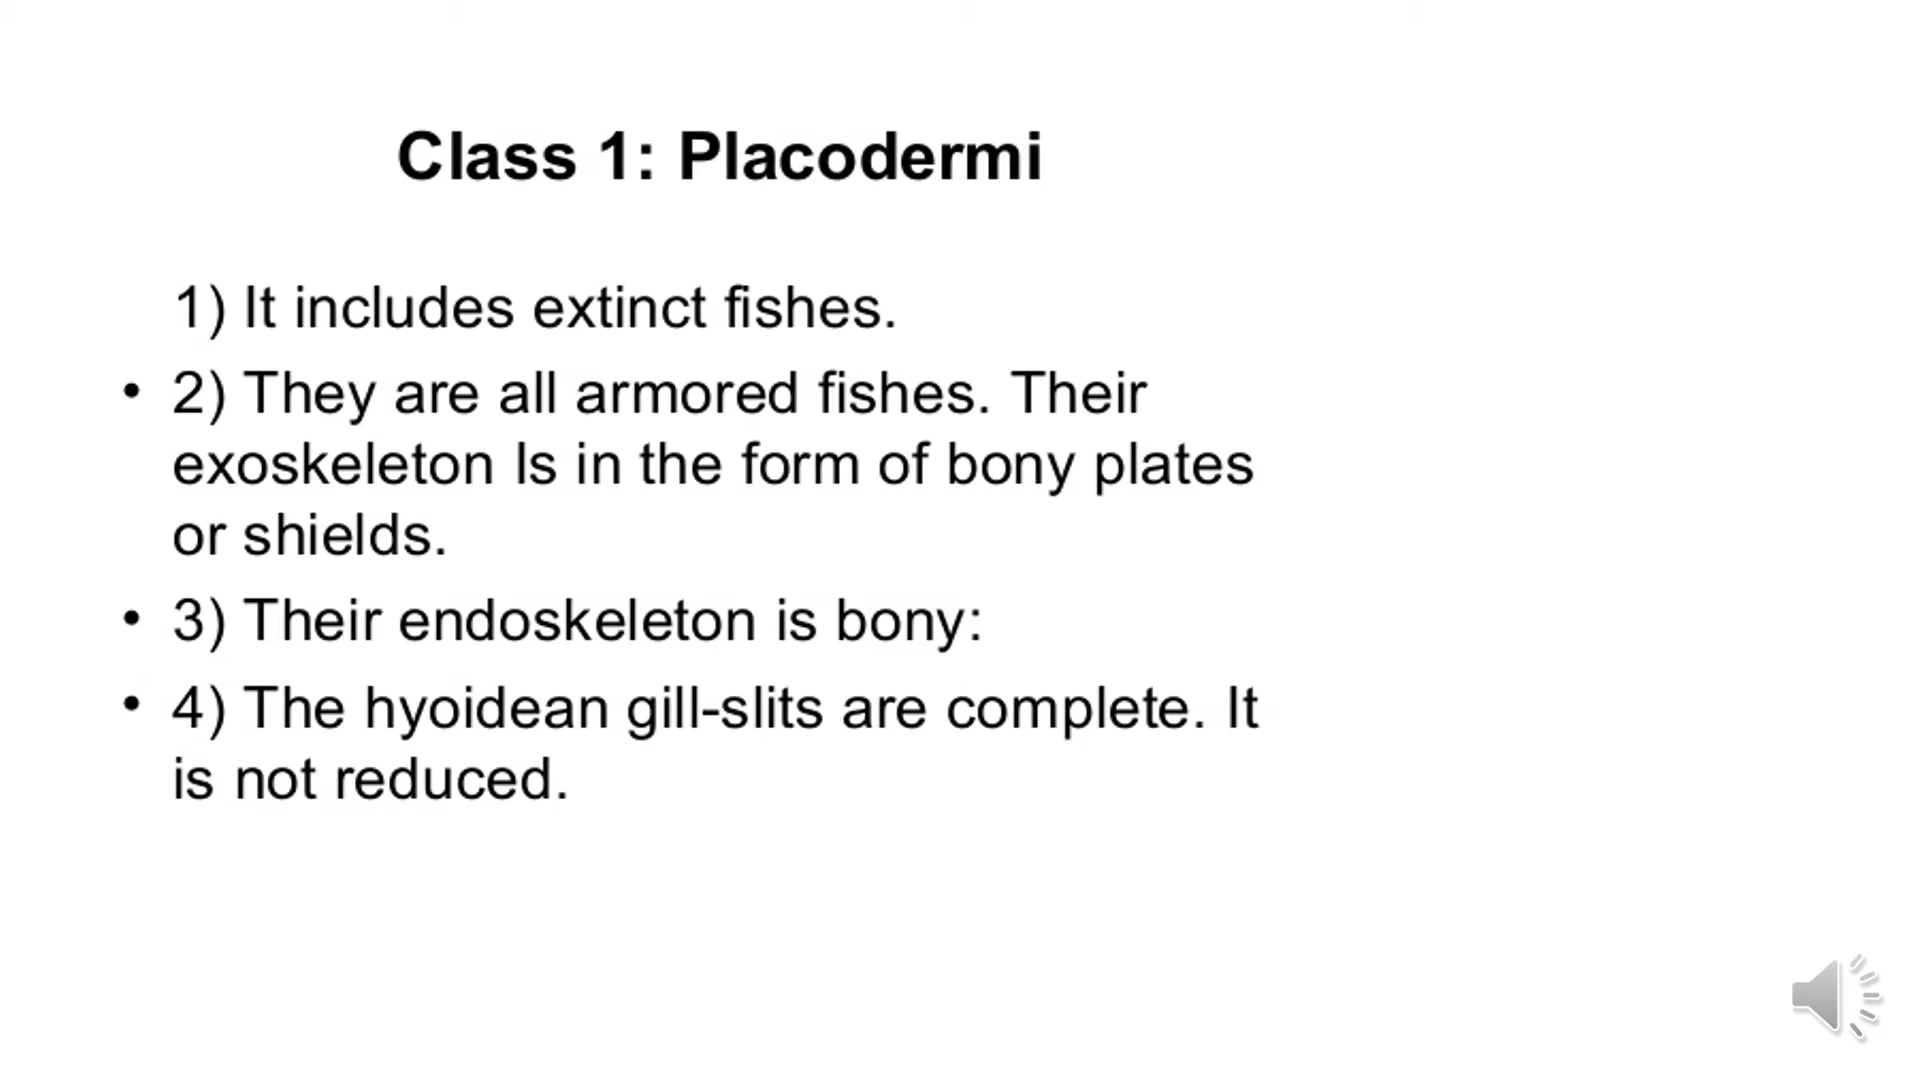 Class 1: Placodermi
1) It includes extinct fishes.
• 2) They are all armored fishes. Their
exoskeleton Is in the form of bony plates
or shields.
• 3) Their endoskeleton is bony:
• 4) The hyoidean gill-slits are complete. It
is not reduced.